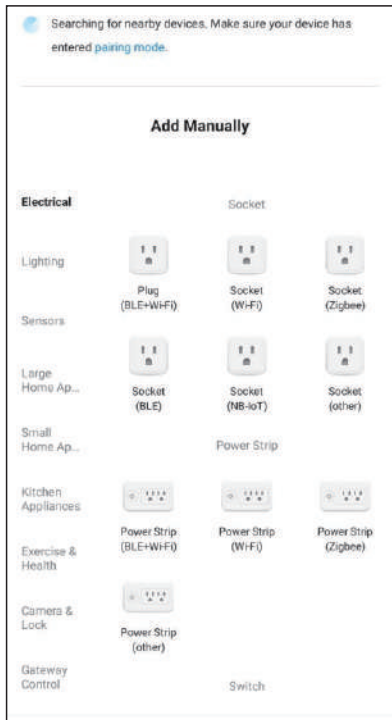 Searching for nearby devices. Make sure your device has
entered pairing mode.
Add Manually
Electrical
Lighting
Sensors
Large
Home Ap...
Small
Home Ap...
Kitchen
Appliances
Exercise &
Health
Camera &
Lock
Gateway
Control
Socket
Plug
(BLE+Wi-Fi)
Socket
(Wi-Fi)
Socket
(Zigbee)
Socket
(BLE)
Socket
(NB-IoT)
Socket
(other)
Power Strip
Power Strip
(BLE+Wi-Fi)
Power Strip
(Wi-Fi)
Power Strip
(Zigbee)
Power Strip
(other)
Switch